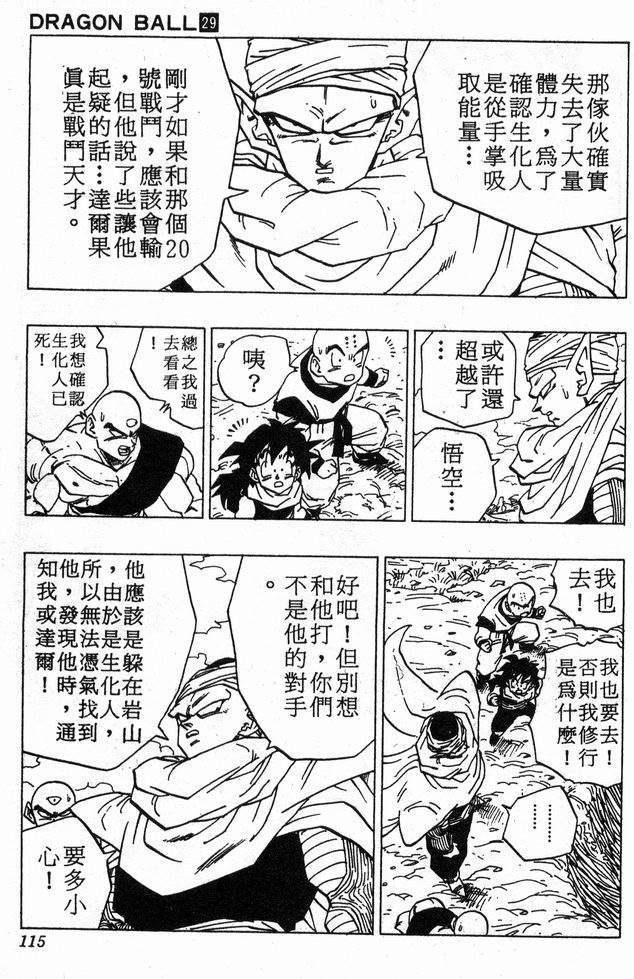 DRAGON BALL 29
那傢伙確實
失去了大量
體力，爲了
確認生化人
是從手掌吸
取能量…
剛才如果和那個20
號戰鬥，應該會輸
，但他說了些讓他
起疑的話…達爾果
眞是戰鬥天才。
或許還
超越了
…
悟空…
咦？
總之我過
去看看
！
我想確認
生化人已
死！
我也
去！
我也要去！
否則我修行
是爲什麼！
……
好吧！但別想
和他打，你們
不是他的對手
。
他應該是躲在岩山
，由於是生化人，
所以無法憑氣找到
他，發現他時，通
知我或達爾！
要多小
心！
115